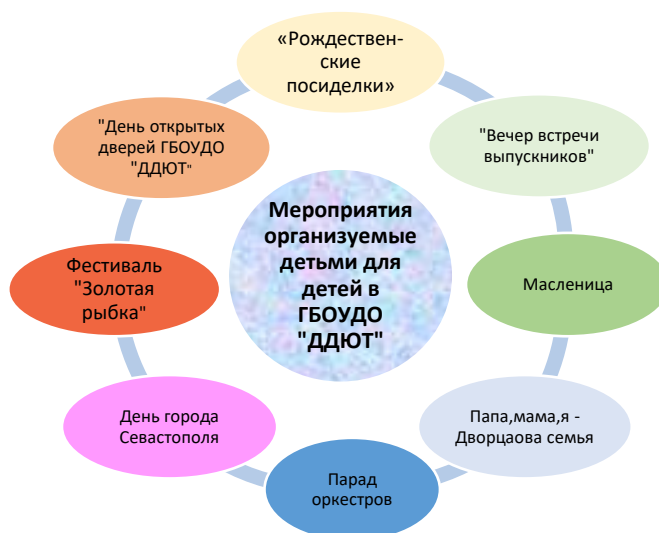 «Рождествен-
ские
посиделки»
"Вечер встречи
выпускников"
Масленица
Папа,мама,я -
Дворцаова семья
Парад
оркестров
День города
Севастополя
Фестиваль
"Золотая
рыбка"
"День открытых
дверей ГБОУДО
"ДДЮТ"
Мероприятия
организуемые
детьми для
детей в
ГБОУДО
"ДДЮТ"